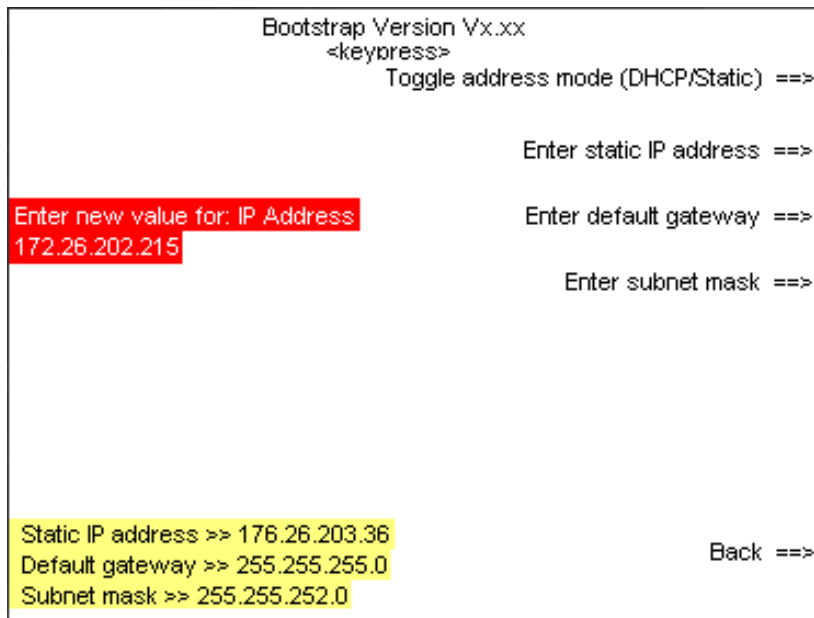 Bootstrap Version Vx.xx
<keypress>
Toggle address mode (DHCP/Static) ==>
Enter static IP address ==>
Enter new value for: IP Address
Enter default gateway ==>
172.26.202.215
Enter subnet mask ==>
Static IP address >> 176.26.203.36
Default gateway >> 255.255.255.0
Back ==>
Subnet mask >> 255.255.252.0